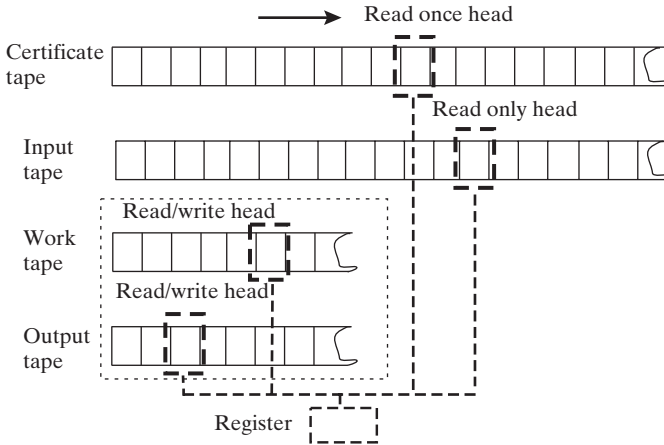 Read once head
Certificate
tape
Read only head
Input
tape
Read/write head
Work
tape
Read/write head
Output
tape
Register